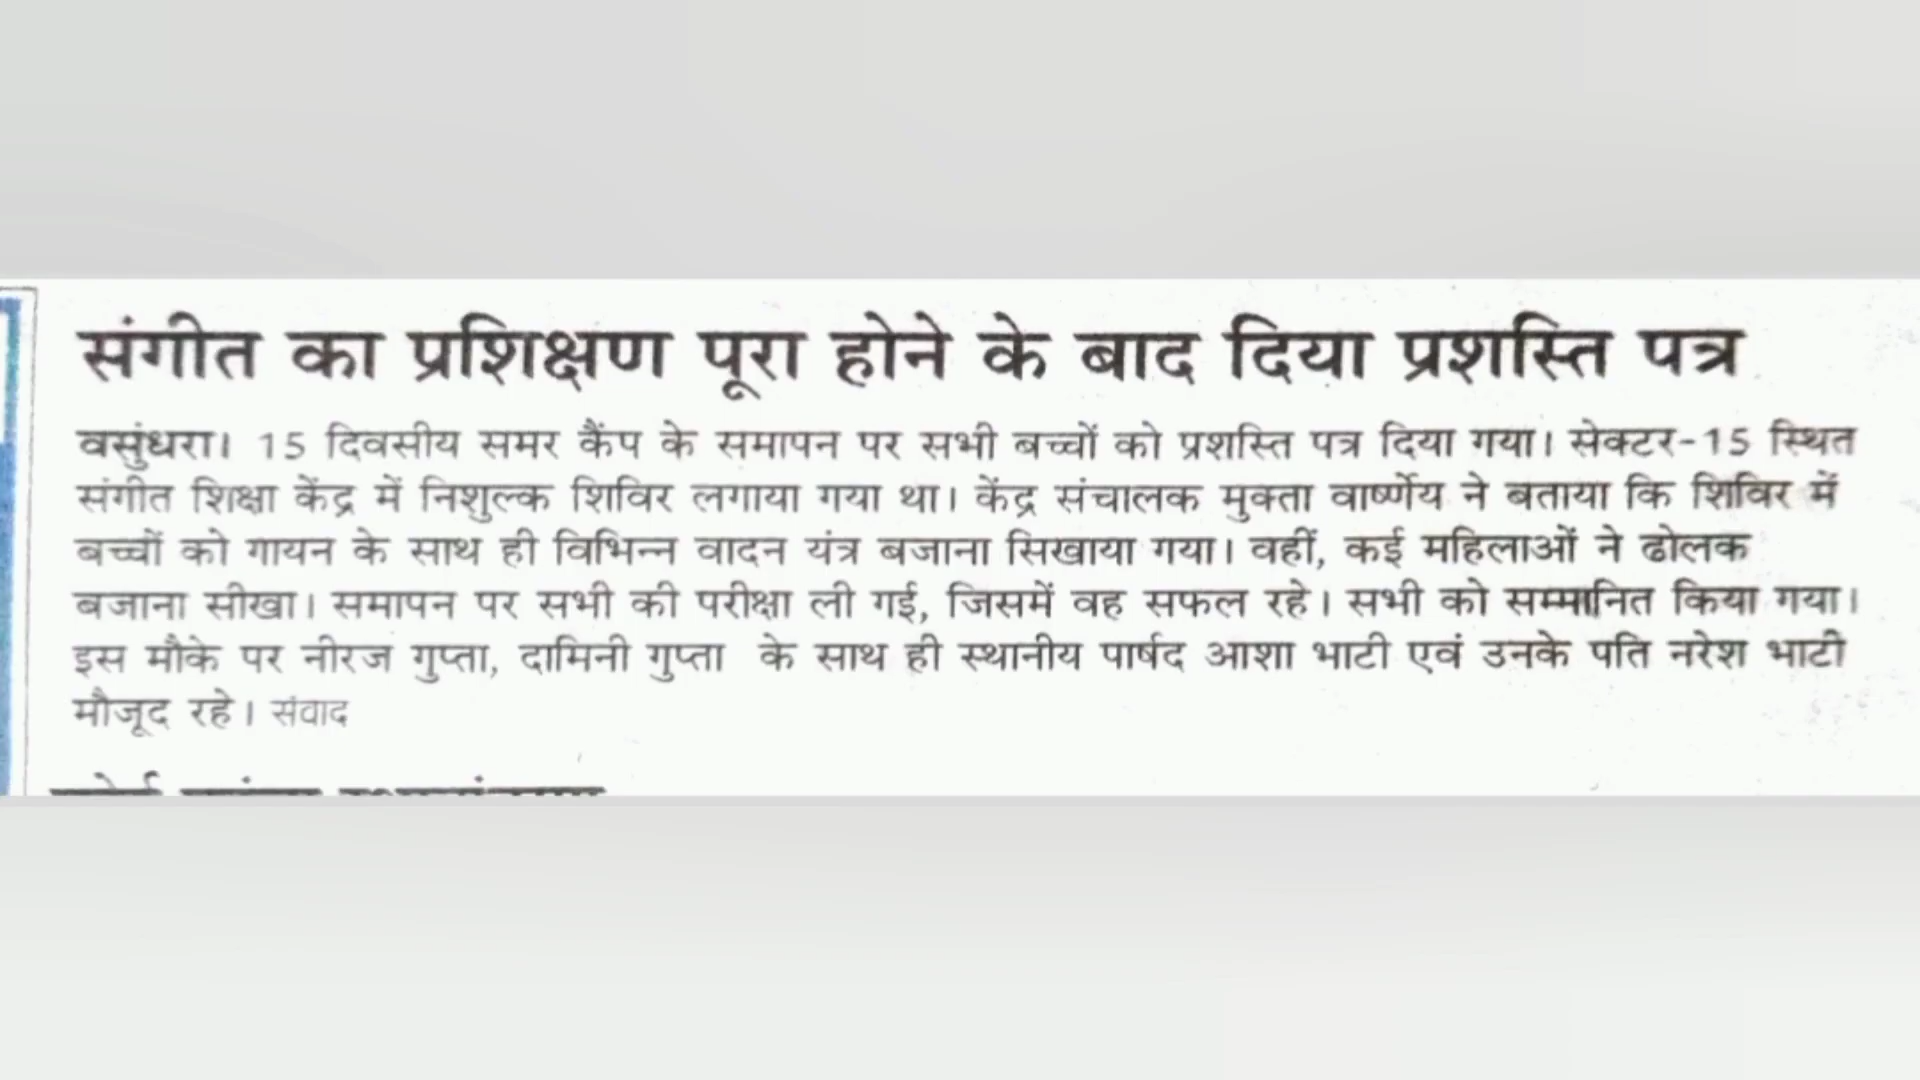 संगीत का प्रशिक्षण पूरा होने के बाद दिया प्रशस्ति पत्र
वसुंधरा। 15 दिवसीय समर कैंप के समापन पर सभी बच्चों को प्रशस्ति पत्र दिया गया। सेक्टर-15 स्थित
संगीत शिक्षा केंद्र में निशुल्क शिविर लगाया गया था। केंद्र संचालक मुक्ता वार्ष्णेय ने बताया कि शिविर में
बच्चों को गायन के साथ ही विभिन्न वादन यंत्र बजाना सिखाया गया। वहीं, कई महिलाओं ने ढोलक
बजाना सीखा। समापन पर सभी की परीक्षा ली गई, जिसमें वह सफल रहे। सभी को सम्मानित किया गया।
इस मौके पर नीरज गुप्ता, दामिनी गुप्ता के साथ ही स्थानीय पार्षद आशा भाटी एवं उनके पति नरेश भाटी
मौजूद रहे। संवाद